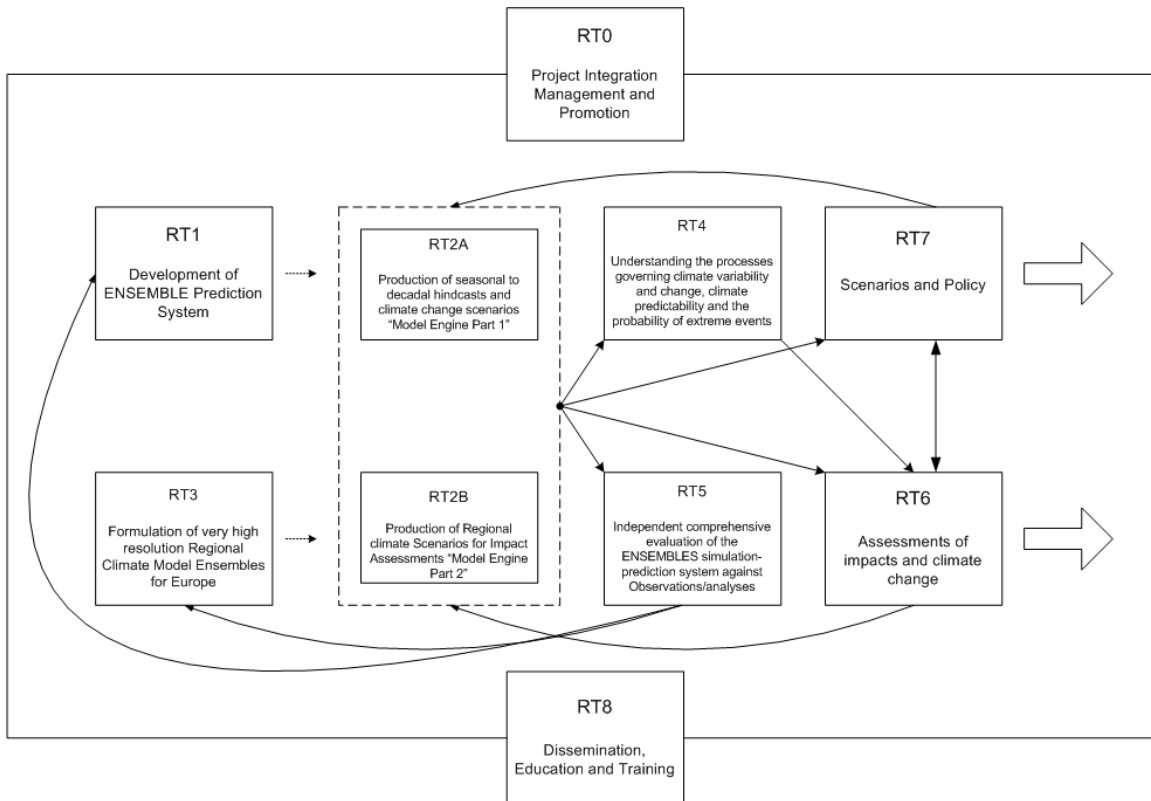 RT0
Project Integration
Management and
Promotion
RT1
Development of
ENSEMBLE Prediction
System
RT2A
Production of seasonal to
decadal hindcasts and
climate change scenarios
“Model Engine Part 1”
RT4
Understanding the processes
governing climate variability
and change, climate
predictability and the
probability of extreme events
RT7
Scenarios and Policy
RT3
Formulation of very high
resolution Regional
Climate Model Ensembles
for Europe
RT2B
Production of Regional
climate Scenarios for Impact
Assessments “Model Engine
Part 2”
RT5
Independent comprehensive
evaluation of the
ENSEMBLES simulation-
prediction system against
Observations/analyses
RT6
Assessments of
impacts and climate
change
RT8
Dissemination,
Education and Training